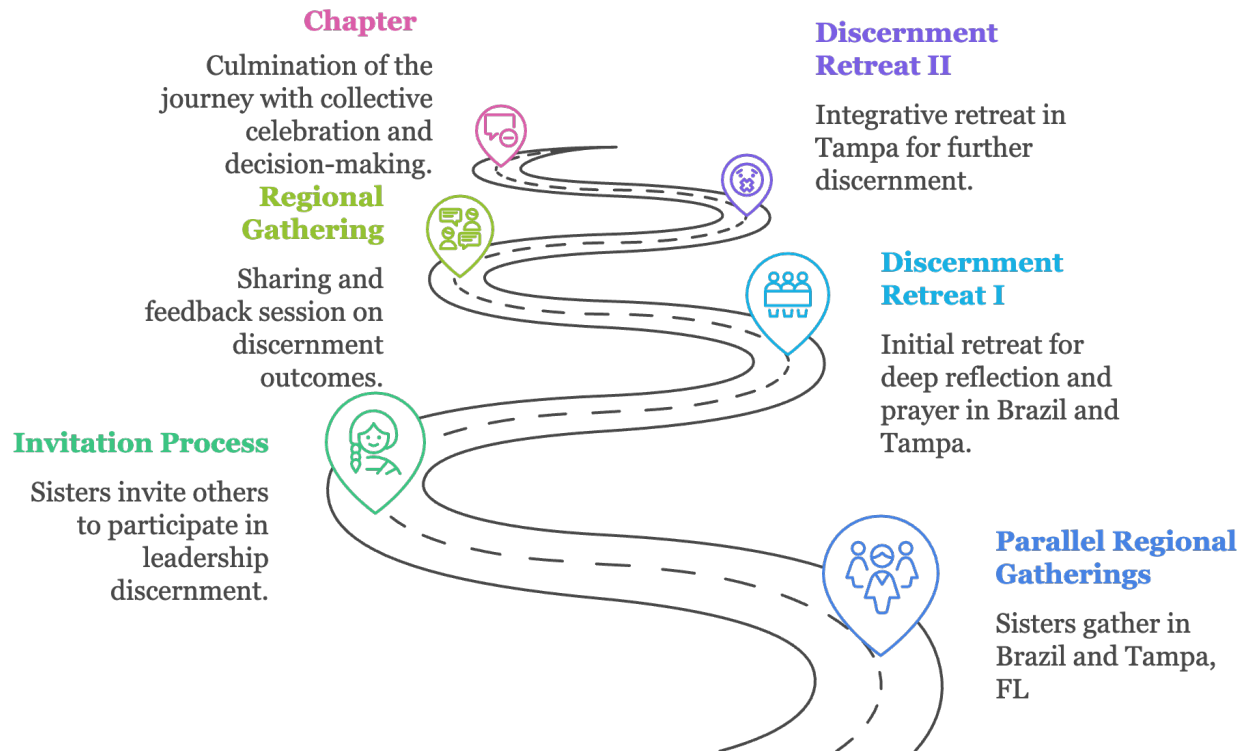 Chapter
Culmination of the
journey with collective
celebration and
decision-making.
Discernment
Retreat II
Integrative retreat in
Tampa for further
discernment.
Regional
Gathering
Sharing and
feedback session on
discernment
outcomes.
Discernment
Retreat I
Initial retreat for
deep reflection and
prayer in Brazil and
Tampa.
Invitation Process
Sisters invite others
to participate in
leadership
discernment.
Parallel Regional
Gatherings
Sisters gather in
Brazil and Tampa,
FL